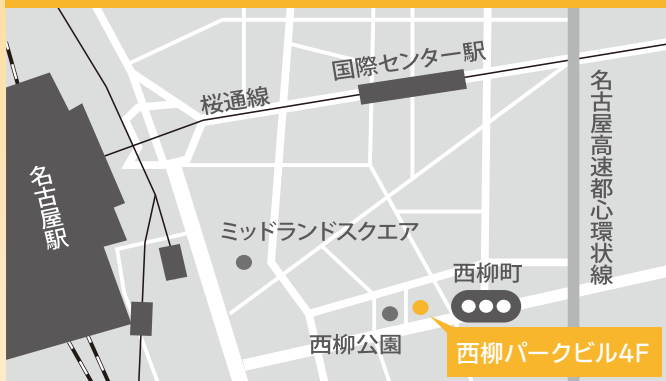 国際センター駅
桜通線
名古屋高速都心環状線
名古屋駅
ミッドランドスクエア
西柳町
西柳公園
西柳パークビル4F